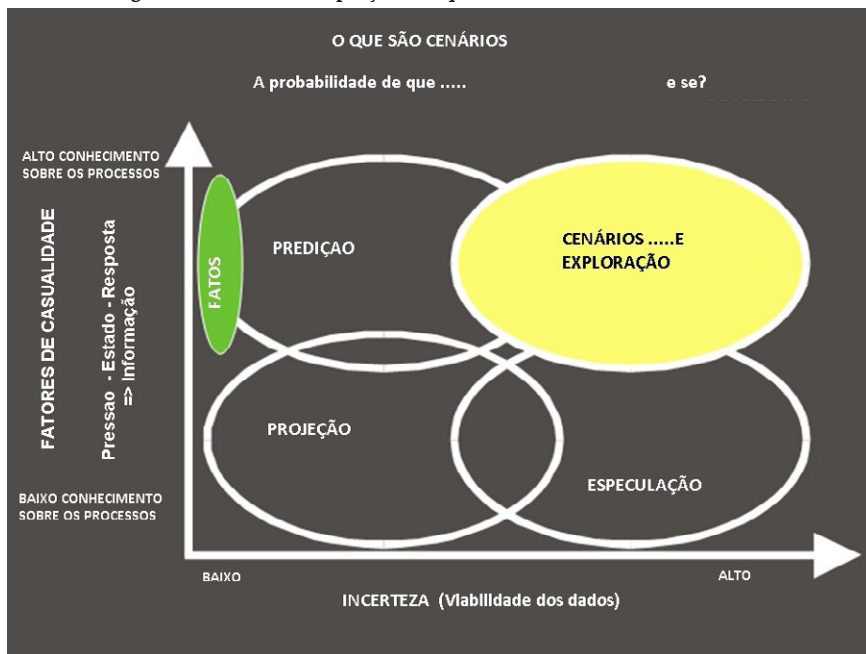 O QUE SÃO CENÁRIOS
A probabilidade de que ..... e se?
ALTO CONHECIMENTO
SOBRE OS PROCESSOS
FATORES DE CASUALIDADE
Pressao - Estado - Resposta
=> Informação
FATOS
PREDIÇAO
CENÁRIOS .....E
EXPLORAÇÃO
PROJEÇÃO
ESPECULAÇÃO
BAIXO CONHECIMENTO
SOBRE OS PROCESSOS
BAIXO
ALTO
INCERTEZA (Viabilidade dos dados)